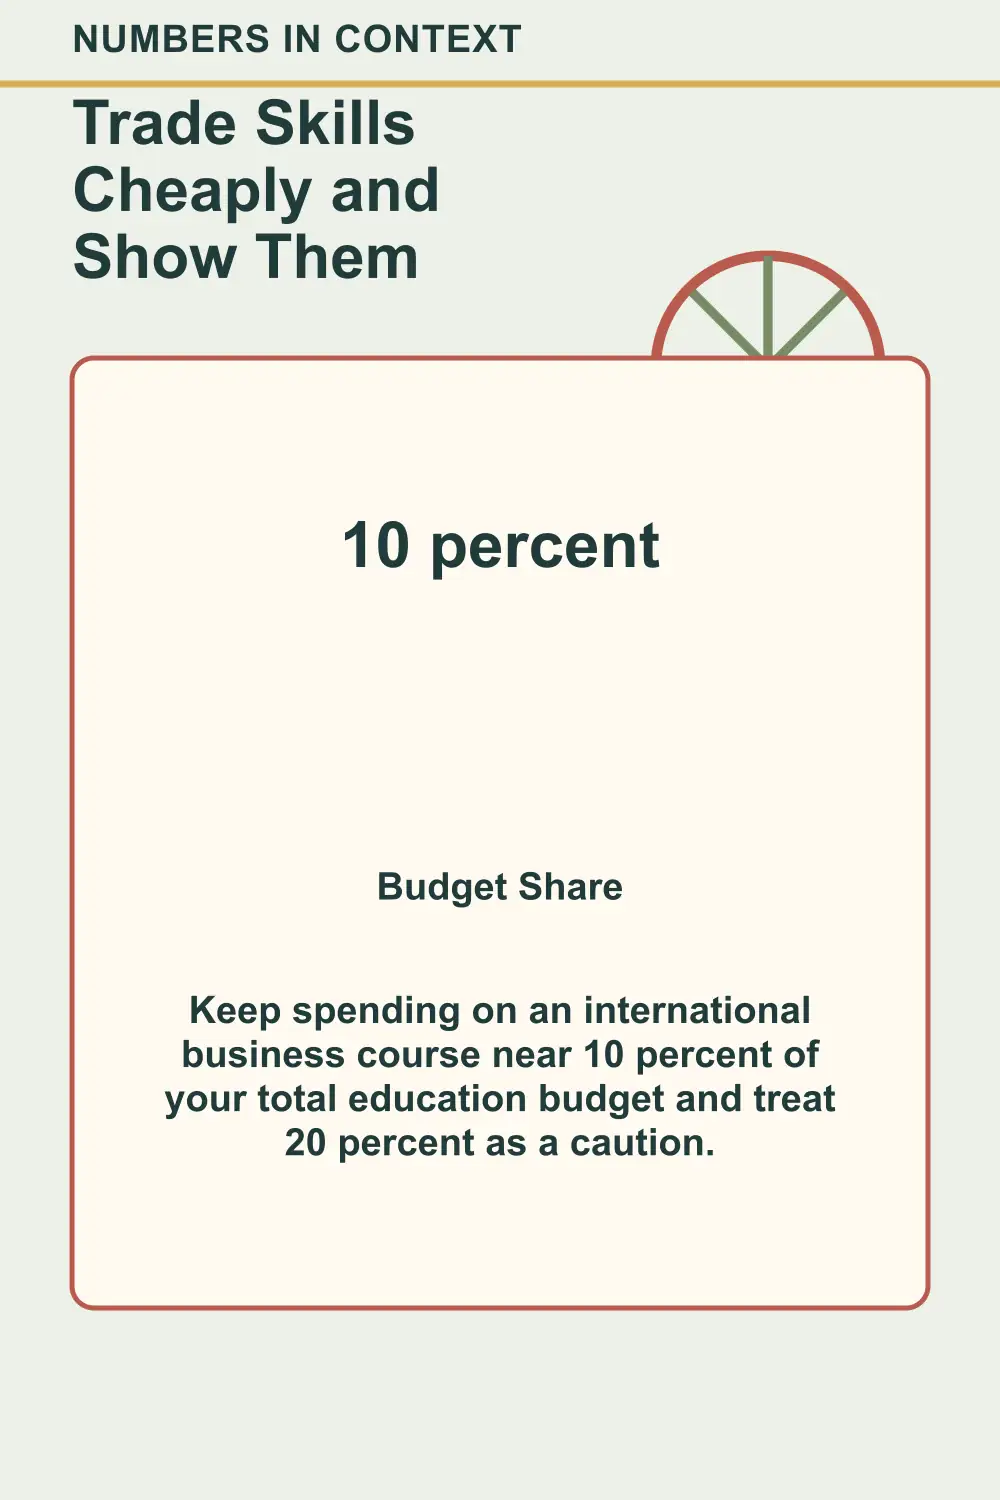 NUMBERS IN CONTEXT
Trade Skills
Cheaply and
Show Them
10 percent
Budget Share
Keep spending on an international
business course near 10 percent of
your total education budget and treat
20 percent as a caution.